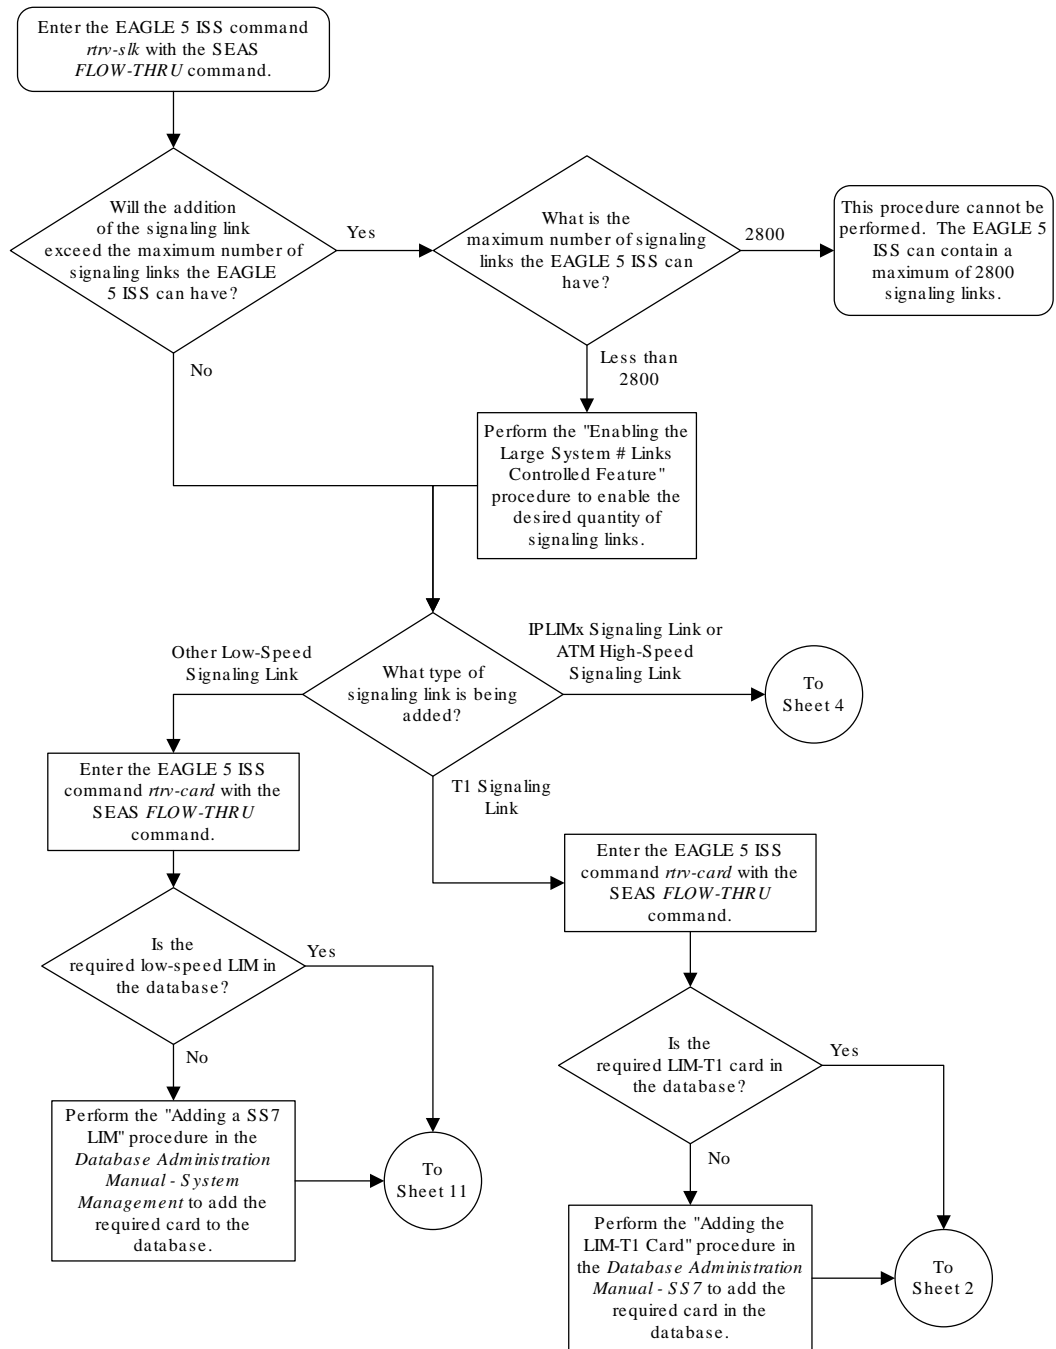 Enter the EAGLE 5 ISS command
rtrv-slk with the SEAS
FLOW-THRU command.
Will the addition
of the signaling link
exceed the maximum number of
signaling links the EAGLE
5 ISS can have?
Yes
What is the
maximum number of signaling
links the EAGLE 5 ISS can
have?
2800
This procedure cannot be
performed. The EAGLE 5
ISS can contain a
maximum of 2800
signaling links.
No
Less than
2800
Perform the "Enabling the
Large System # Links
Controlled Feature"
procedure to enable the
desired quantity of
signaling links.
Other Low-Speed
Signaling Link
What type of
signaling link is being
added?
IPLIMx Signaling Link or
ATM High-Speed
Signaling Link
To
Sheet 4
T1 Signaling
Link
Enter the EAGLE 5 ISS
command rtrv-card with the
SEAS FLOW-THRU
command.
Enter the EAGLE 5 ISS
command rtrv-card with the
SEAS FLOW-THRU
command.
Is the
required low-speed LIM in
the database?
Yes
No
Is the
required LIM-T1 card in
the database?
Yes
No
Perform the "Adding a SS7
LIM" procedure in the
Database Administration
Manual - System
Management to add the
required card to the
database.
To
Sheet 11
Perform the "Adding the
LIM-T1 Card" procedure in
the Database Administration
Manual - SS7 to add the
required card in the
database.
To
Sheet 2